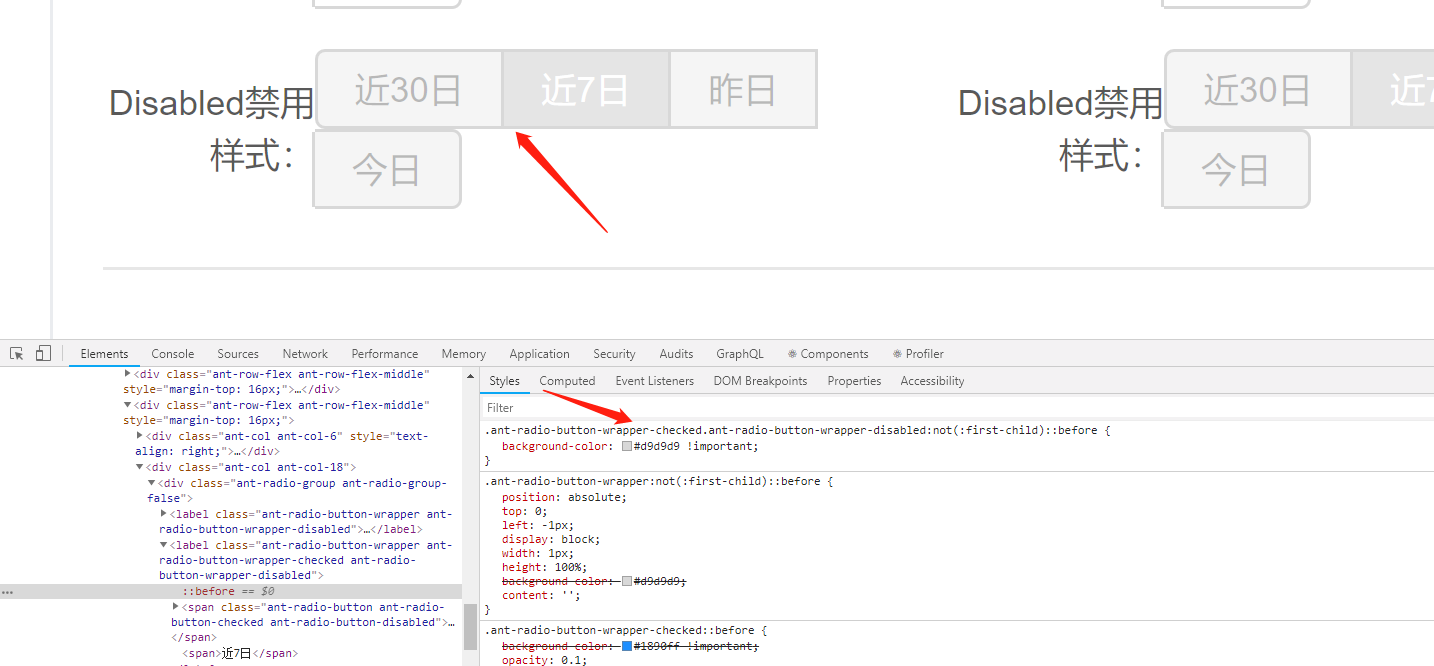 Disabled禁用
样式：
近30日
近7日
昨日
今日
Disabled禁用
样式：
近30日
近7
今日
Elements Console Sources Network Performance Memory Application Security Audits GraphQL Components Profiler
<div class="ant-row-flex ant-row-flex-middle"
style="margin-top: 16px;">…</div>
<div class="ant-row-flex ant-row-flex-middle"
style="margin-top: 16px;">
<div class="ant-col ant-col-6" style="text-
align: right;">…</div>
<div class="ant-col ant-col-18">
<div class="ant-radio-group ant-radio-group-
false">
<label class="ant-radio-button-wrapper ant-
radio-button-wrapper-disabled">…</label>
<label class="ant-radio-button-wrapper ant-
radio-button-wrapper-checked ant-radio-
button-wrapper-disabled">
::before == $0
<span class="ant-radio-button ant-radio-
button-checked ant-radio-button-disabled">…
</span>
<span>近7日</span>
Styles Computed Event Listeners DOM Breakpoints Properties Accessibility
Filter
.ant-radio-button-wrapper-checked.ant-radio-button-wrapper-disabled:not(:first-child)::before {
background-color: #d9d9d9 !important;
}
.ant-radio-button-wrapper:not(:first-child)::before {
position: absolute;
top: 0;
left: -1px;
display: block;
width: 1px;
height: 100%;
background-color: #d9d9d9;
content: '';
}
.ant-radio-button-wrapper-checked::before {
background-color: #1890ff !important;
opacity: 0.1;